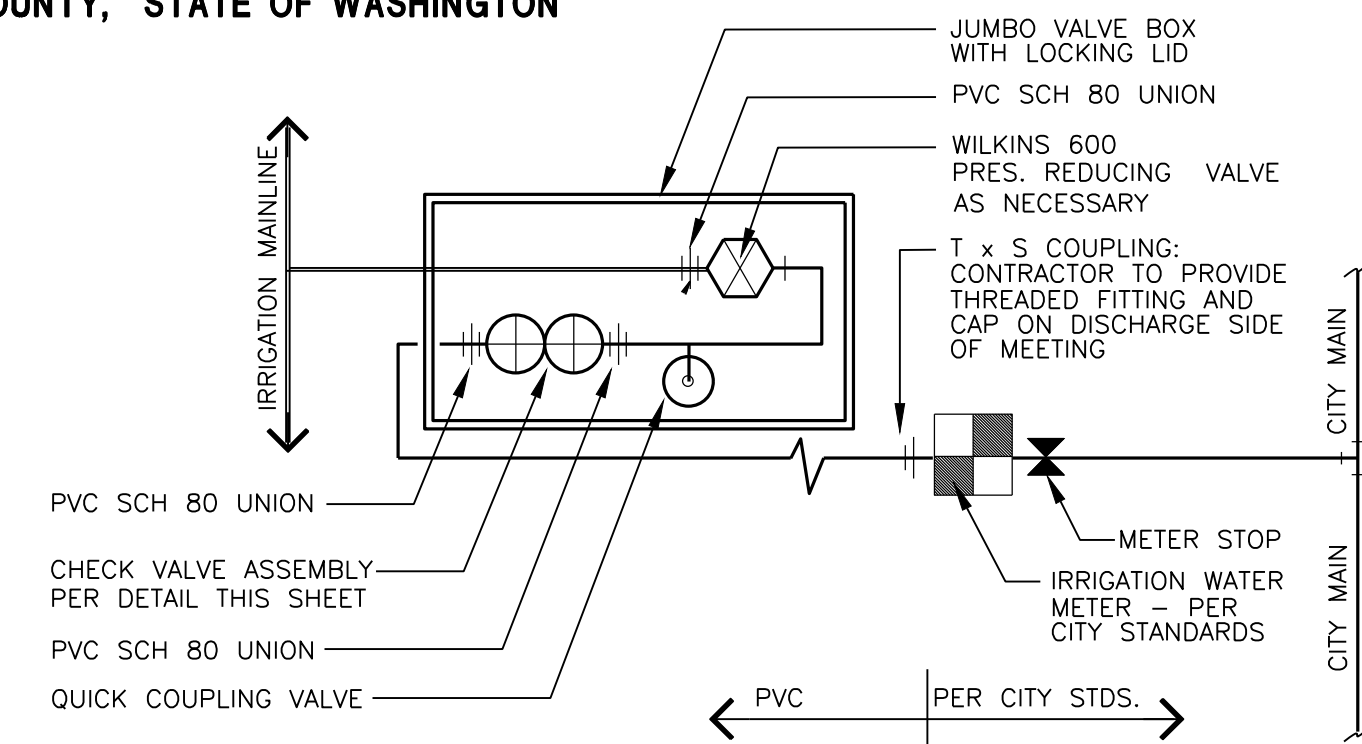 OUNTY, STATE OF WASHINGTON
JUMBO VALVE BOX
WITH LOCKING LID
PVC SCH 80 UNION
WILKINS 600
PRES. REDUCING VALVE
AS NECESSARY
T x S COUPLING:
CONTRACTOR TO PROVIDE
THREADED FITTING AND
CAP ON DISCHARGE SIDE
OF MEETING
IRRIGATION MAINLINE
CITY MAIN
PVC SCH 80 UNION
CHECK VALVE ASSEMBLY
PER DETAIL THIS SHEET
PVC SCH 80 UNION
QUICK COUPLING VALVE
METER STOP
IRRIGATION WATER
METER – PER
CITY STANDARDS
CITY MAIN
PVC
PER CITY STDS.